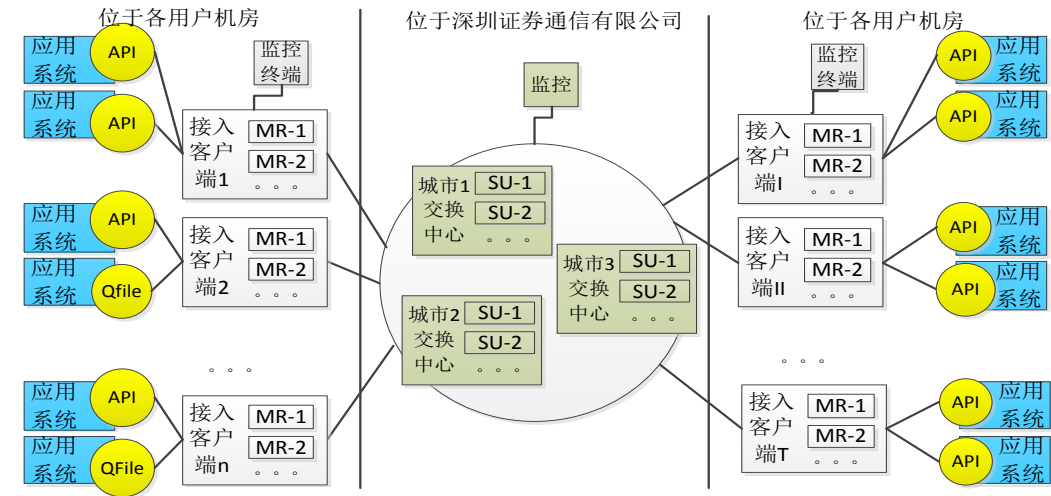 位于各用户机房
应用
系统
API
应用
系统
API
监控
终端
接入
客户
端1
MR-1
MR-2
。。。
应用
系统
API
应用
系统
Qfile
接入
客户
端2
MR-1
MR-2
。。。
。。。
应用
系统
API
应用
系统
QFile
接入
客户
端n
MR-1
MR-2
。。。
位于深圳证券通信有限公司
监控
城市1
交换
中心
SU-1
SU-2
。。。
城市3
交换
中心
SU-1
SU-2
。。。
城市2
交换
中心
SU-1
SU-2
。。。
位于各用户机房
监控
终端
接入
客户
端I
MR-1
MR-2
。。。
API
应用
系统
API
应用
系统
接入
客户
端II
MR-1
MR-2
。。。
API
应用
系统
API
应用
系统
。。。
接入
客户
端T
MR-1
MR-2
。。。
API
应用
系统
API
应用
系统